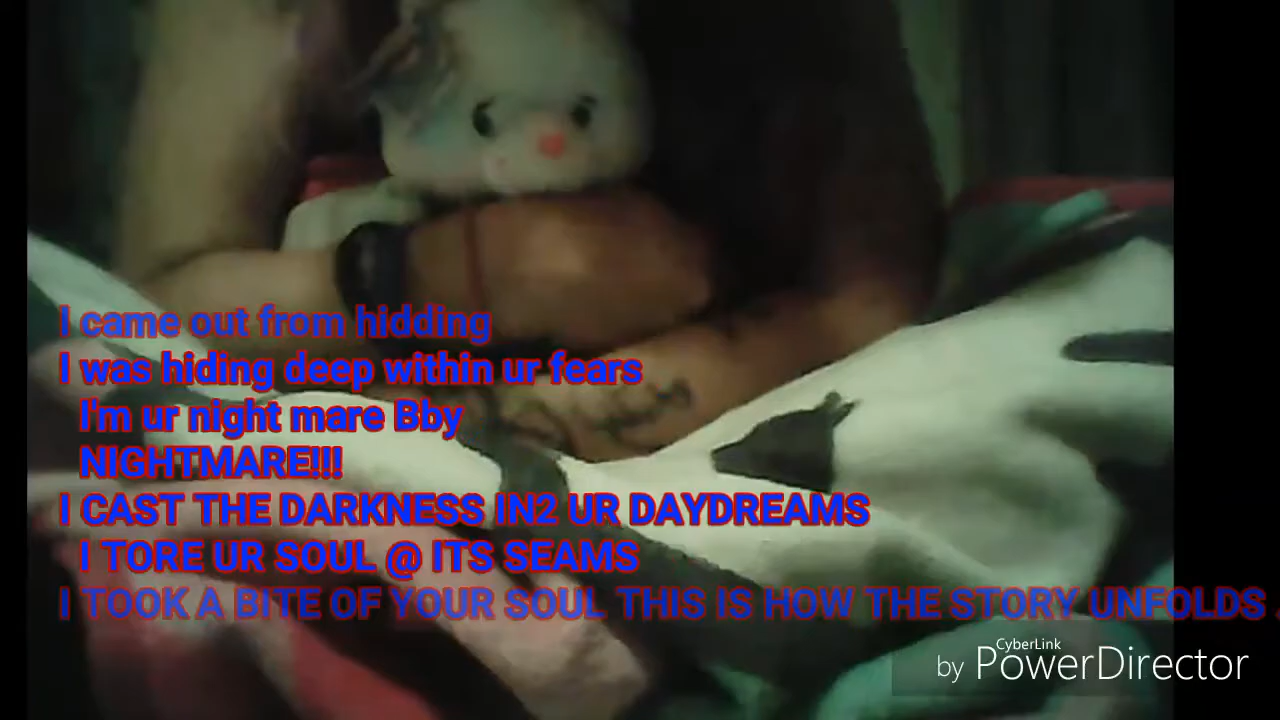 I came out from hidding
I was hiding deep within ur fears
I'm ur night mare Bby
NIGHTMARE!!!
I CAST THE DARKNESS IN2 UR DAYDREAMS
I TORE UR SOUL @ ITS SEAMS
I TOOK A BITE OF YOUR SOUL THIS IS HOW THE STORY UNFOLDS
CyberLink
by PowerDirector